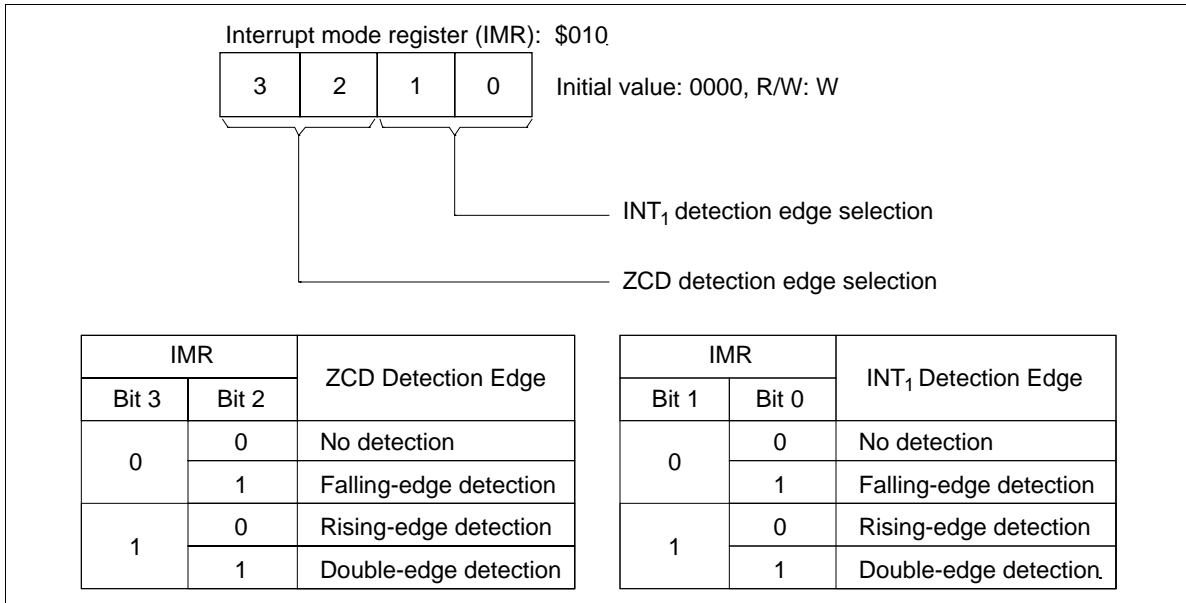 Interrupt mode register (IMR): $010
3 2 1 0 Initial value: 0000, R/W: W
INT1 detection edge selection
ZCD detection edge selection
IMR
ZCD Detection Edge
Bit 3 Bit 2
0 0 No detection
1 Falling-edge detection
1 0 Rising-edge detection
1 Double-edge detection
IMR
INT1 Detection Edge
Bit 1 Bit 0
0 0 No detection
1 Falling-edge detection
1 0 Rising-edge detection
1 Double-edge detection